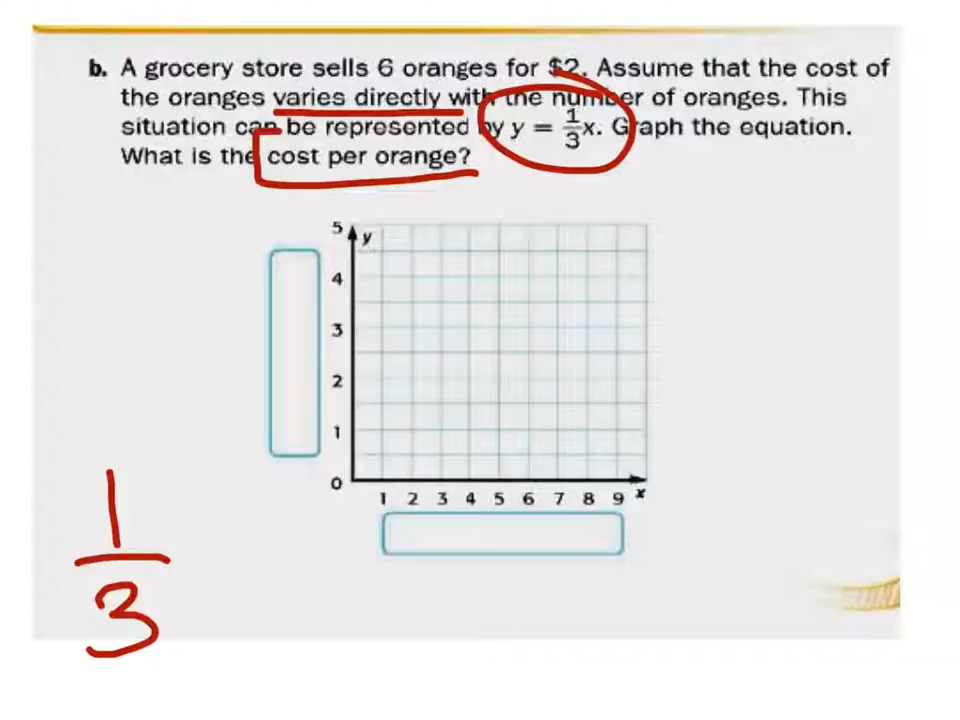 b. A grocery store sells 6 oranges for $2. Assume that the cost of
the oranges varies directly with the number of oranges. This
situation can be represented by y = 1/3 x. Graph the equation.
What is the cost per orange?
5 y
4
3
2
1
0
1 2 3 4 5 6 7 8 9 x
1
3